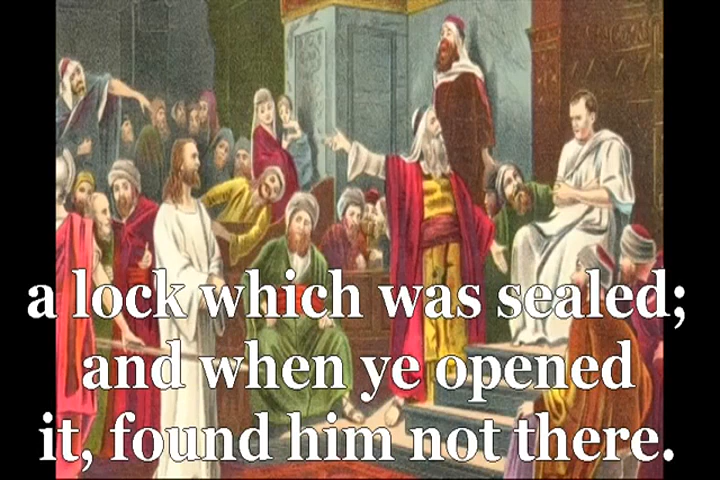 a lock which was sealed;
and when ye opened
it, found him not there.